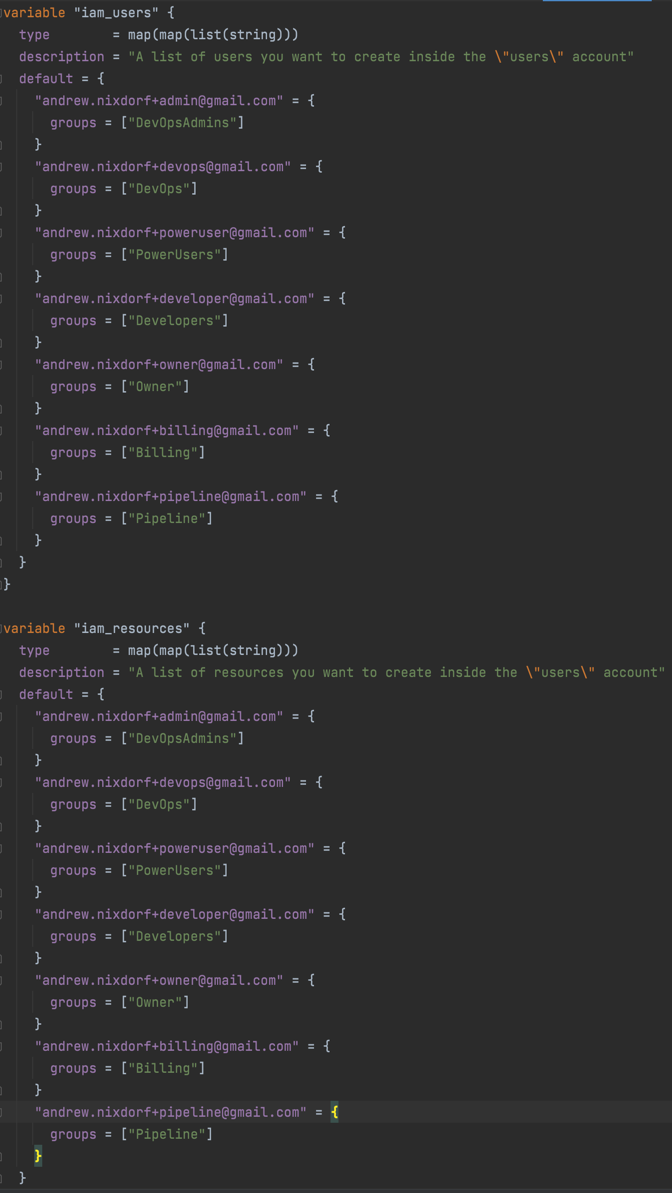 variable "iam_users" {
  type        = map(map(list(string)))
  description = "A list of users you want to create inside the \"users\" account"
  default = {
    "andrew.nixdorf+admin@gmail.com" = {
      groups = ["DevOpsAdmins"]
    }
    "andrew.nixdorf+devops@gmail.com" = {
      groups = ["DevOps"]
    }
    "andrew.nixdorf+poweruser@gmail.com" = {
      groups = ["PowerUsers"]
    }
    "andrew.nixdorf+developer@gmail.com" = {
      groups = ["Developers"]
    }
    "andrew.nixdorf+owner@gmail.com" = {
      groups = ["Owner"]
    }
    "andrew.nixdorf+billing@gmail.com" = {
      groups = ["Billing"]
    }
    "andrew.nixdorf+pipeline@gmail.com" = {
      groups = ["Pipeline"]
    }
  }
}

variable "iam_resources" {
  type        = map(map(list(string)))
  description = "A list of resources you want to create inside the \"users\" account"
  default = {
    "andrew.nixdorf+admin@gmail.com" = {
      groups = ["DevOpsAdmins"]
    }
    "andrew.nixdorf+devops@gmail.com" = {
      groups = ["DevOps"]
    }
    "andrew.nixdorf+poweruser@gmail.com" = {
      groups = ["PowerUsers"]
    }
    "andrew.nixdorf+developer@gmail.com" = {
      groups = ["Developers"]
    }
    "andrew.nixdorf+owner@gmail.com" = {
      groups = ["Owner"]
    }
    "andrew.nixdorf+billing@gmail.com" = {
      groups = ["Billing"]
    }
    "andrew.nixdorf+pipeline@gmail.com" = {
      groups = ["Pipeline"]
    }
  }